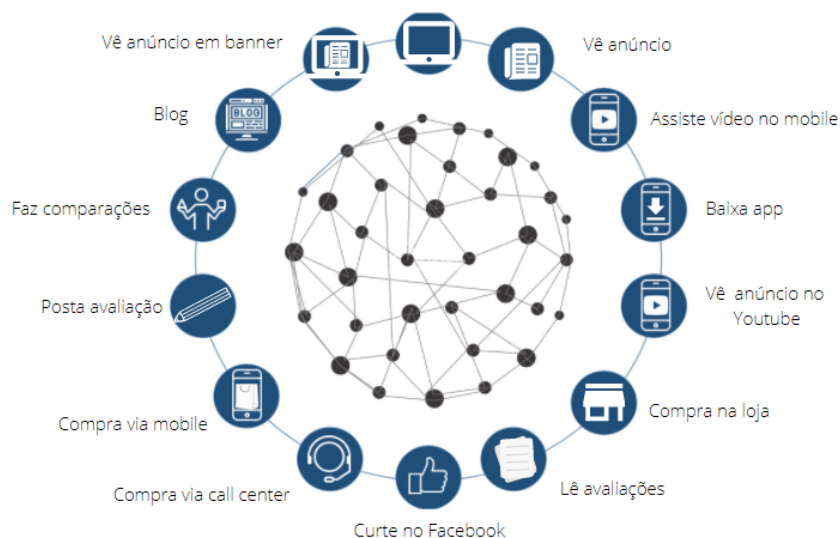 Vê anúncio em banner
Vê anúncio
Blog
BLOG
Assiste vídeo no mobile
Faz comparações
Baixa app
Posta avaliação
Vê anúncio no
Youtube
Compra via mobile
Compra na loja
Compra via call center
Lê avaliações
Curte no Facebook